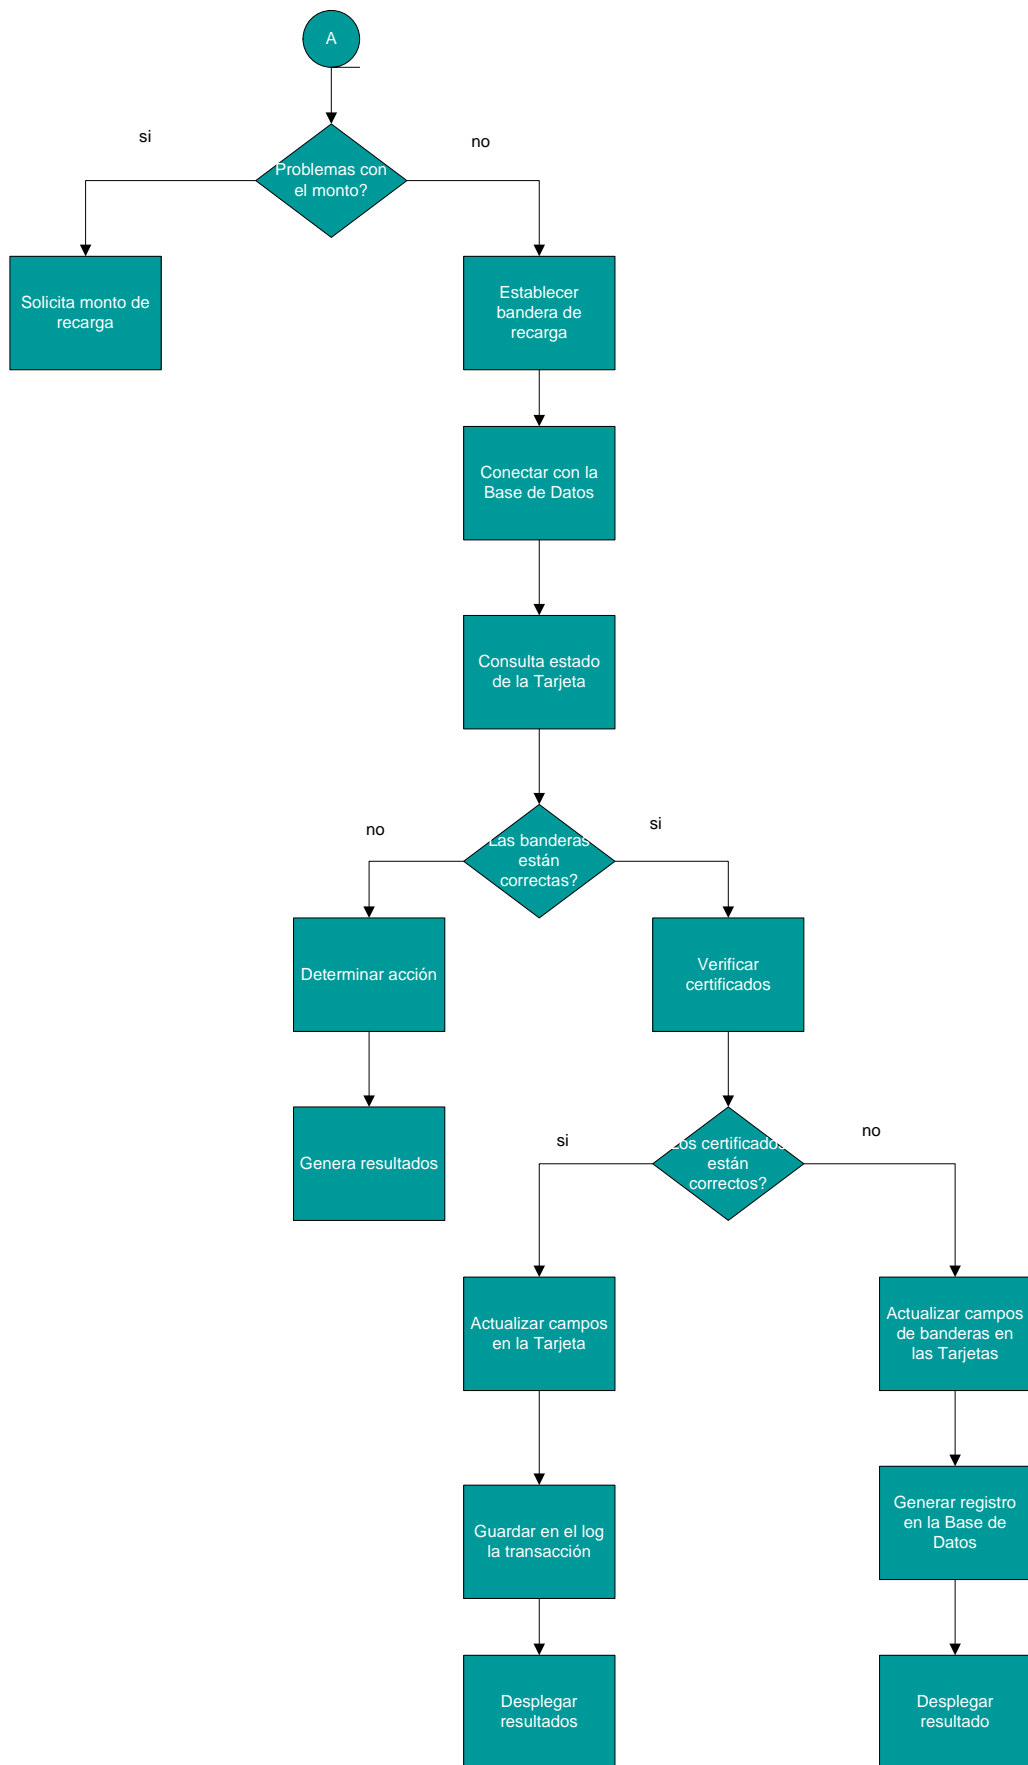 A
si
no
Problemas con
el monto?
Solicita monto de
recarga
Establecer
bandera de
recarga
Conectar con la
Base de Datos
Consulta estado
de la Tarjeta
no
si
Las banderas
están
correctas?
Determinar acción
Verificar
certificados
Genera resultados
si
no
Los certificados
están
correctos?
Actualizar campos
en la Tarjeta
Actualizar campos
de banderas en
las Tarjetas
Guardar en el log
la transacción
Generar registro
en la Base de
Datos
Desplegar
resultados
Desplegar
resultado